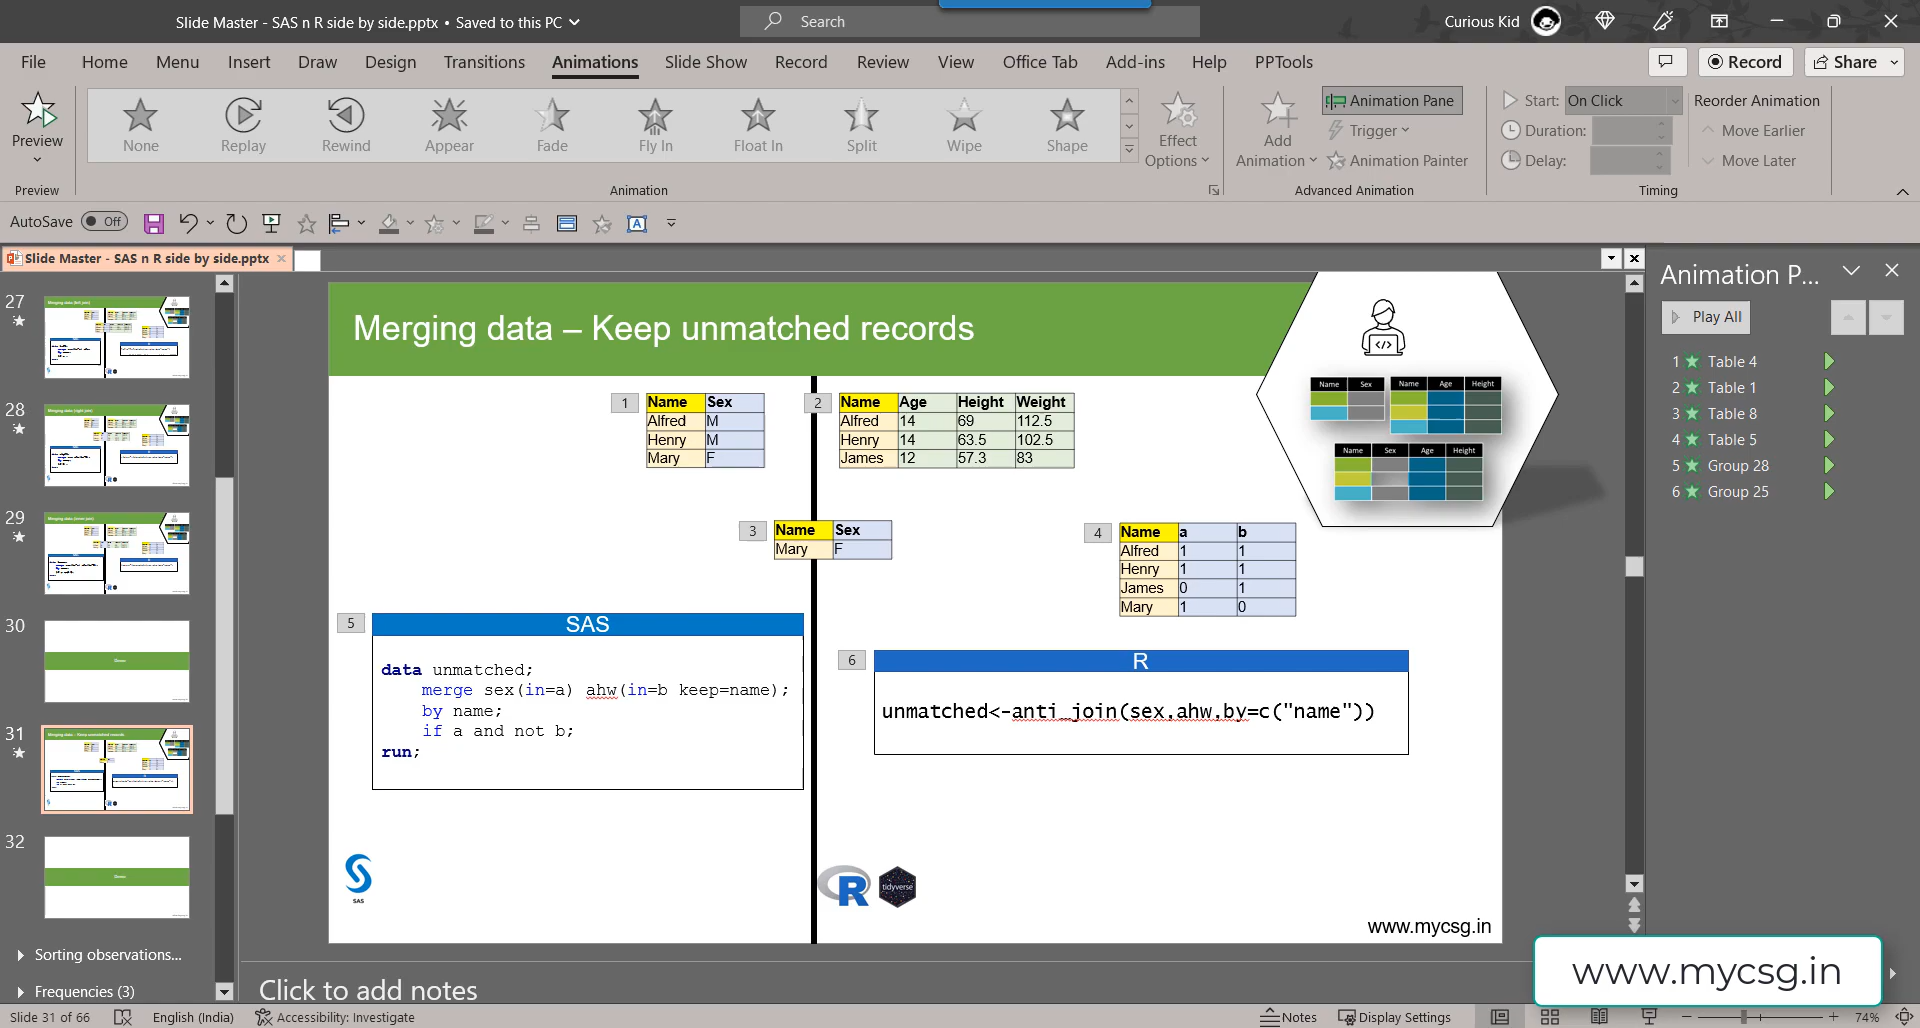 Slide Master - SAS n R side by side.pptx • Saved to this PC
Search
Curious Kid
File Home Menu Insert Draw Design Transitions Animations Slide Show Record Review View Office Tab Add-ins Help PPTools
Record
Share
Preview
None Replay Rewind Appear Fade Fly In Float In Split Wipe Shape
Effect Options
Add Animation
Animation Pane
Trigger
Animation Painter
Start: On Click
Duration:
Delay:
Reorder Animation
Move Earlier
Move Later
Preview
Animation
Advanced Animation
Timing
AutoSave Off
Slide Master - SAS n R side by side.pptx
27
28
29
30
31
32
Sorting observations...
Frequencies (3)
Merging data – Keep unmatched records
Name Sex Name Age Height
Name Sex Age Height
1
Name Sex
Alfred M
Henry M
Mary F
2
Name Age Height Weight
Alfred 14 69 112.5
Henry 14 63.5 102.5
James 12 57.3 83
3
Name Sex
Mary F
4
Name a b
Alfred 1 1
Henry 1 1
James 0 1
Mary 1 0
5
SAS
data unmatched;
merge sex(in=a) ahw(in=b keep=name);
by name;
if a and not b;
run;
6
R
unmatched<-anti_join(sex,ahw,by=c("name"))
SAS
R
tidyverse
www.mycsg.in
Click to add notes
Animation P...
Play All
1 Table 4
2 Table 1
3 Table 8
4 Table 5
5 Group 28
6 Group 25
www.mycsg.in
Slide 31 of 66
English (India)
Accessibility: Investigate
Notes
Display Settings
74%